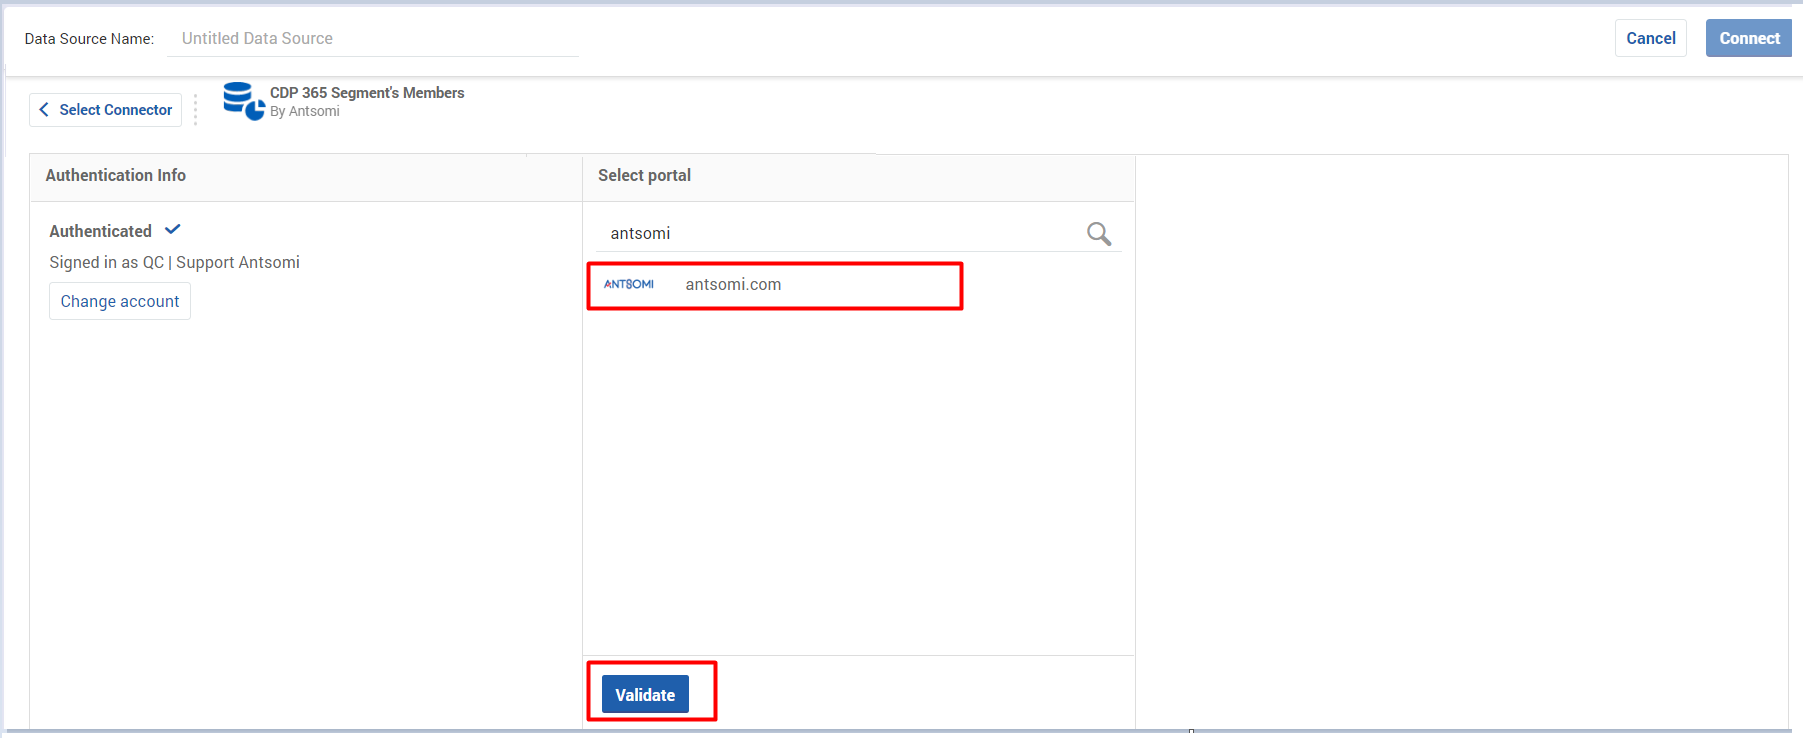 Data Source Name: Untitled Data Source
Cancel
Connect
Select Connector
CDP 365 Segment's Members
By Antsomi
Authentication Info
Select portal
Authenticated
Signed in as QC | Support Antsomi
Change account
antsomi
ANTSOMI antsomi.com
Validate